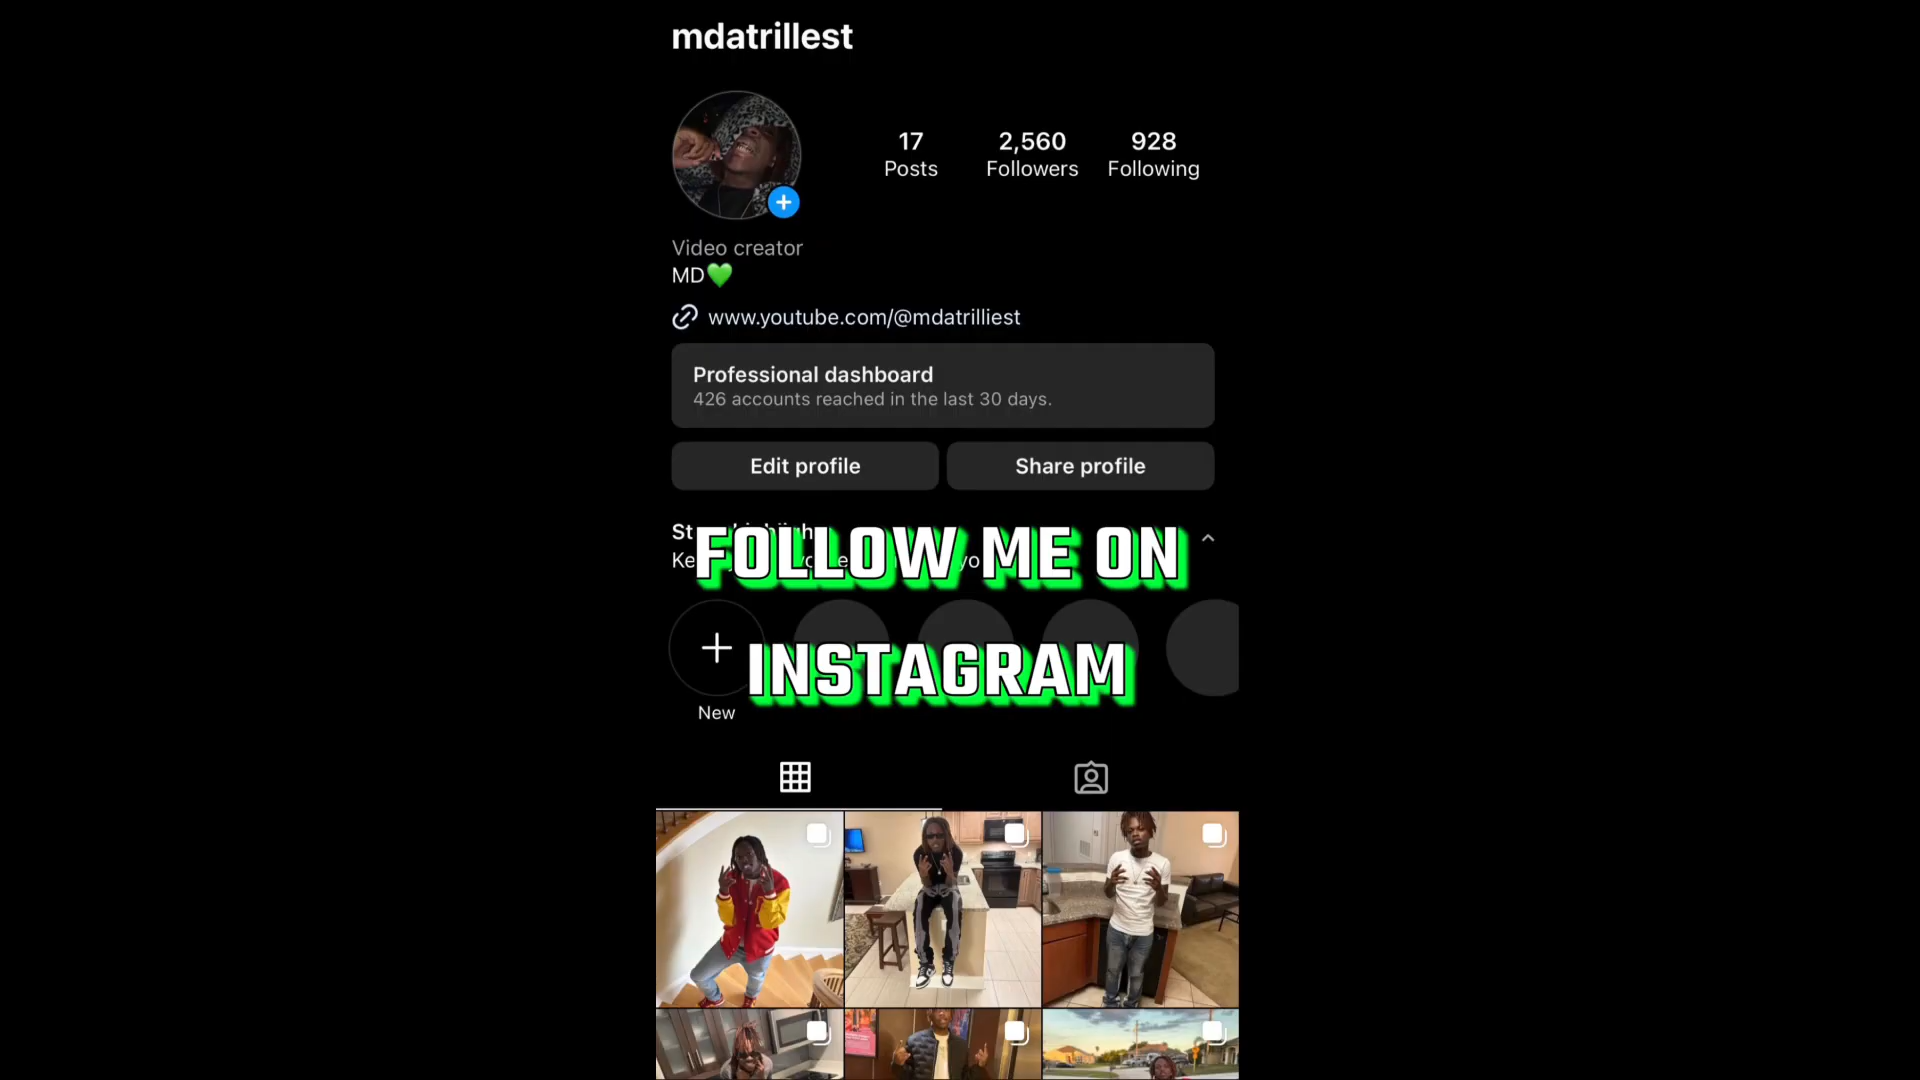 mdatrillest
17
2,560
928
Posts
Followers
Following
Video creator
MD💚
www.youtube.com/@mdatrilliest
Professional dashboard
426 accounts reached in the last 30 days.
Edit profile
Share profile
FOLLOW ME ON
INSTAGRAM
New